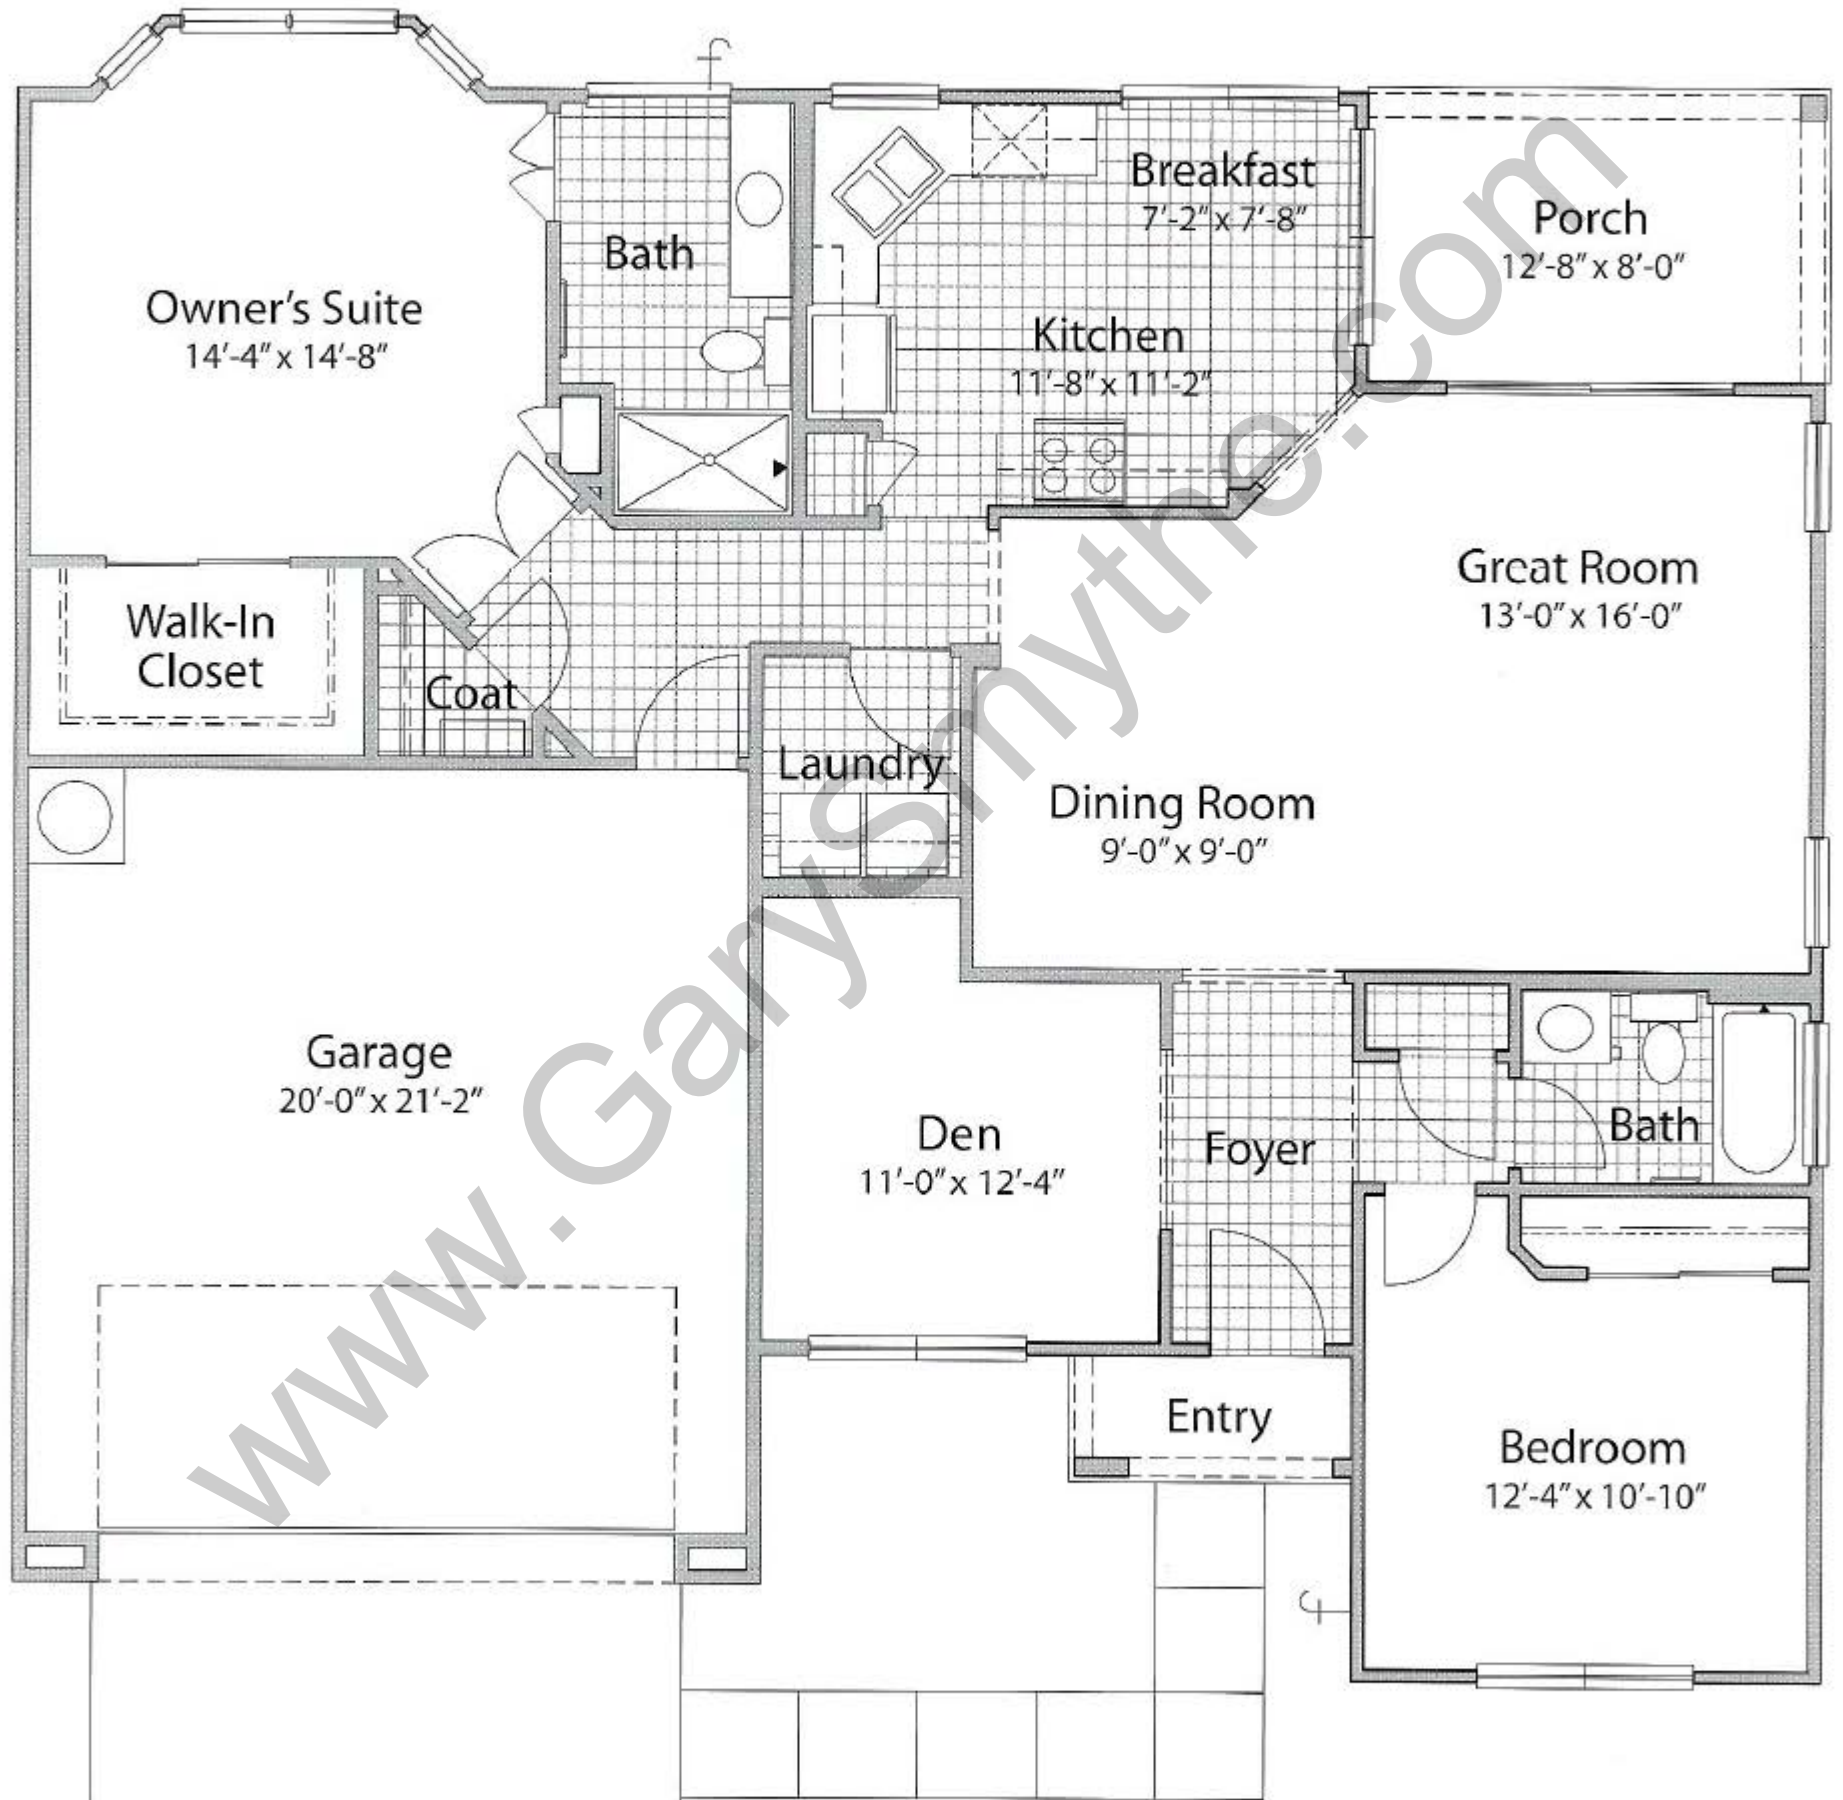 Breakfast
7'-2" x 7'-8"
Porch
12'-8" x 8'-0"
Bath
Owner's Suite
14'-4" x 14'-8"
Kitchen
11'-8" x 11'-2"
Great Room
13'-0" x 16'-0"
Walk-In
Closet
Coat
Laundry
Dining Room
9'-0" x 9'-0"
Garage
20'-0" x 21'-2"
Den
11'-0" x 12'-4"
Foyer
Bath
Entry
Bedroom
12'-4" x 10'-10"
www.GarySmythe.com